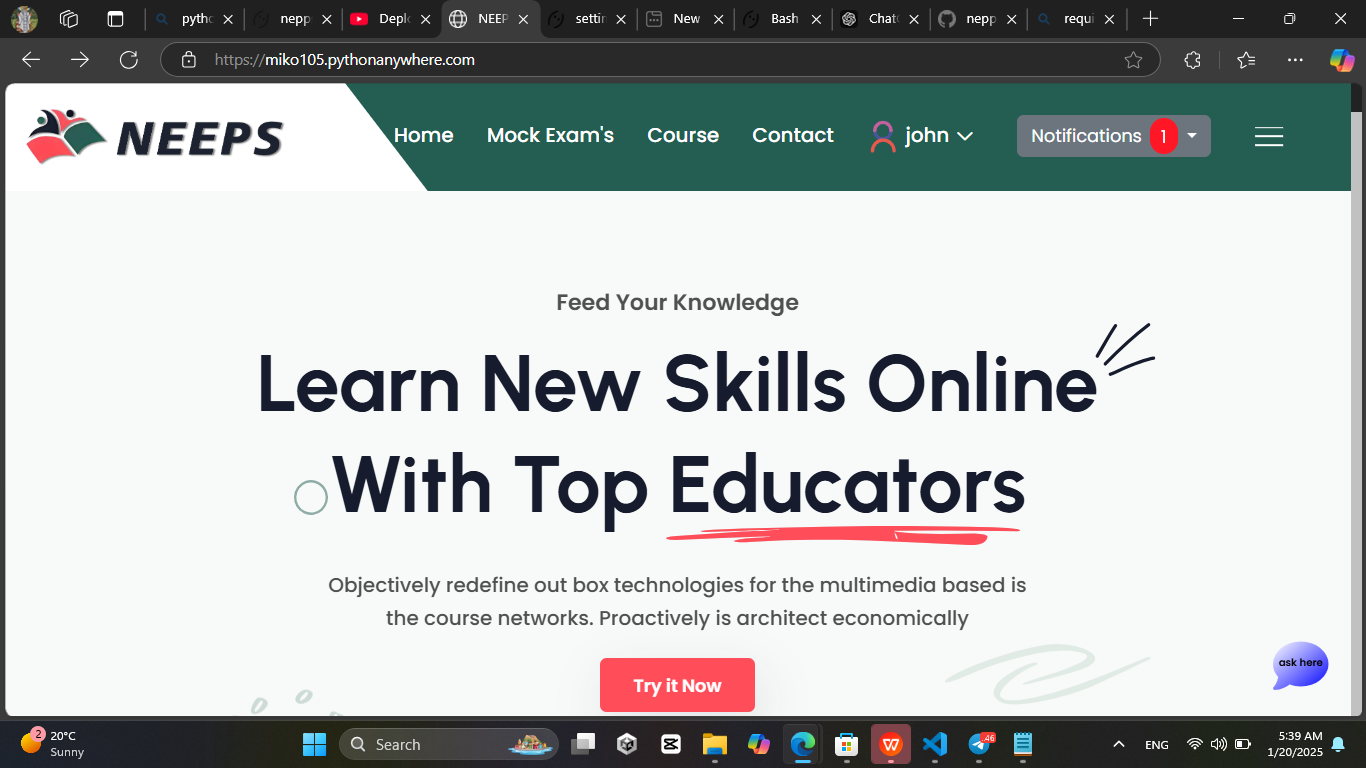 pytho
nepp
Deplo
NEEP
settin
New
Bash
Chat
nepp
requi
https://miko105.pythonanywhere.com
NEEPS
Home
Mock Exam's
Course
Contact
john
Notifications 1
Feed Your Knowledge
Learn New Skills Online
With Top Educators
Objectively redefine out box technologies for the multimedia based is
the course networks. Proactively is architect economically
Try it Now
ask here
2
20°C
Sunny
Search
.46
ENG
5:39 AM
1/20/2025